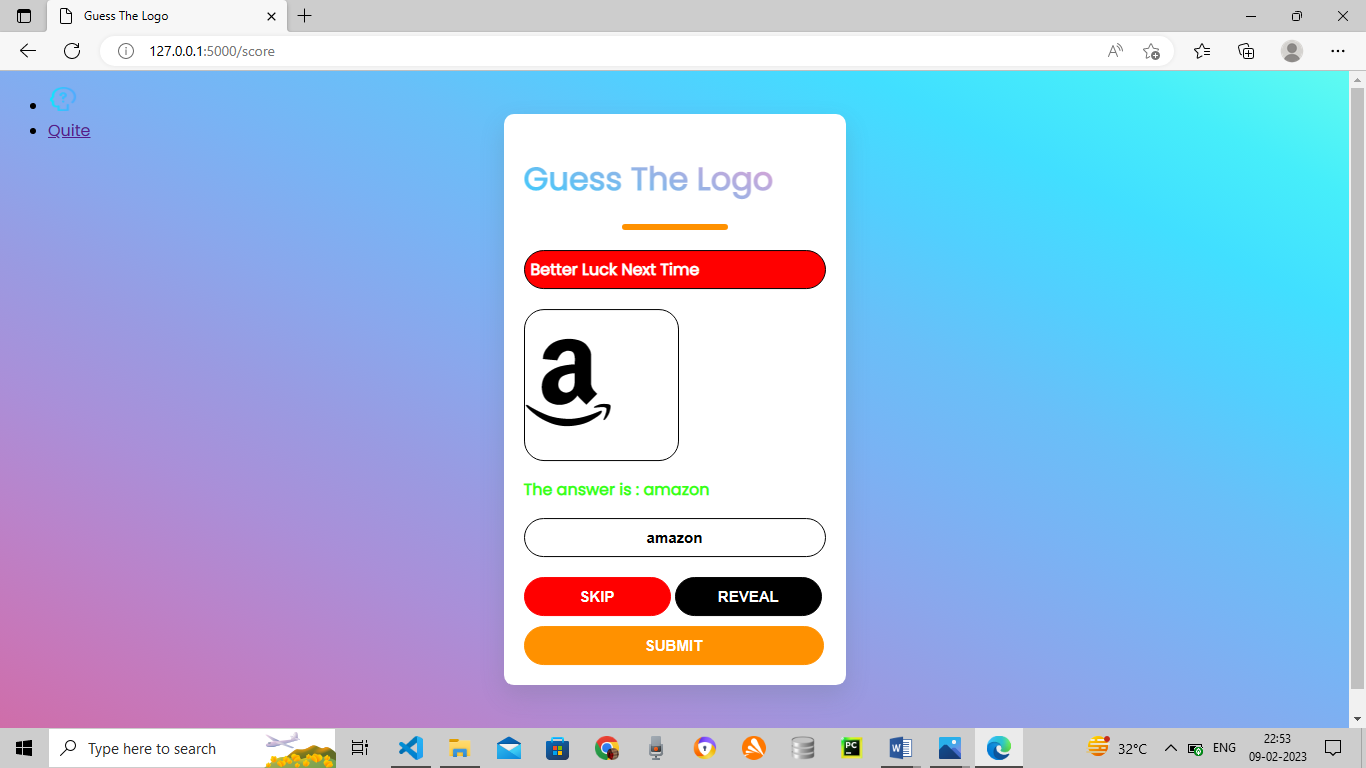 Guess The Logo
127.0.0.1:5000/score
Quite
Guess The Logo
Better Luck Next Time
a
The answer is : amazon
amazon
SKIP REVEAL
SUBMIT
Type here to search
PC
W
32°C
ENG
22:53
09-02-2023